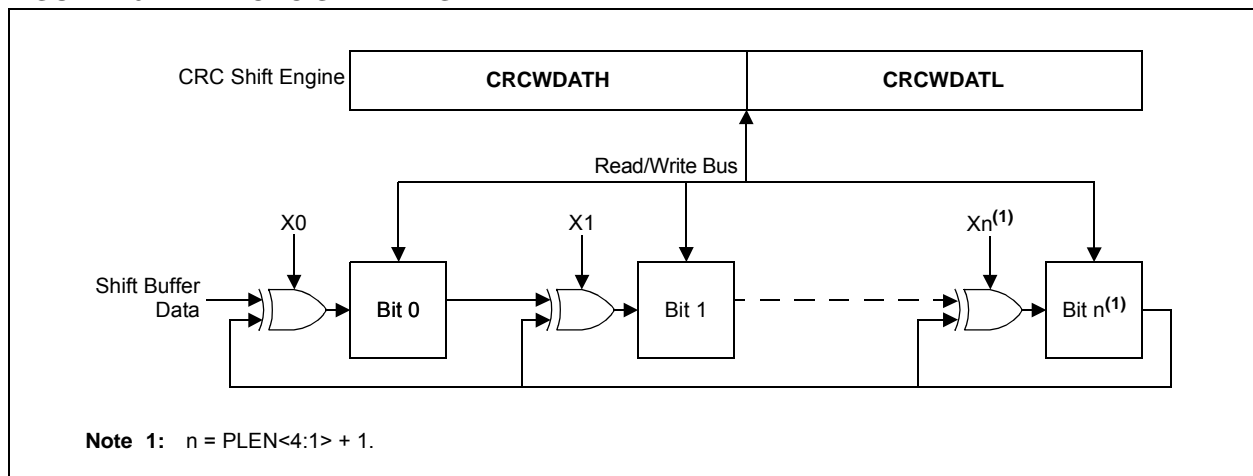 CRC Shift Engine
CRCWDATH
CRCWDATL
Read/Write Bus
X0
X1
Xn(1)
Shift Buffer
Data
Bit 0
Bit 1
Bit n(1)
Note 1: n = PLEN<4:1> + 1.